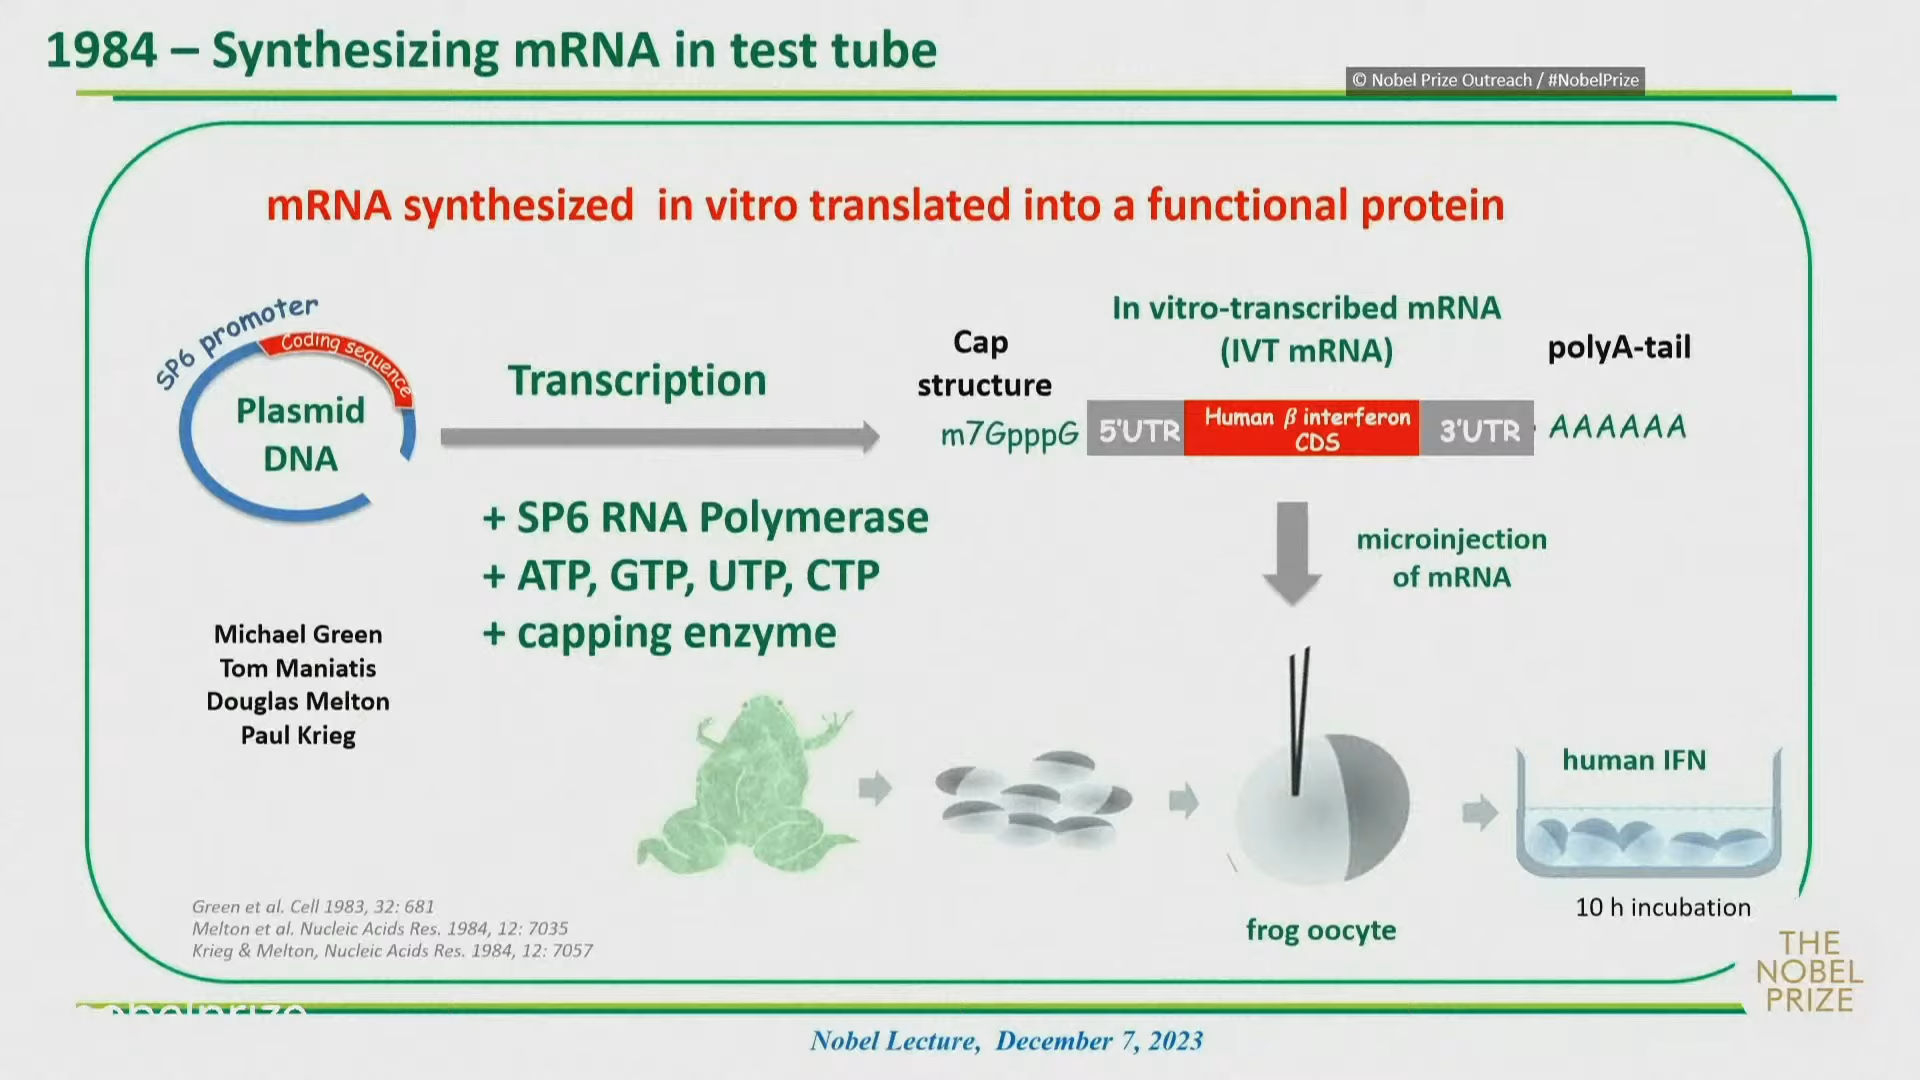 1984 – Synthesizing mRNA in test tube
© Nobel Prize Outreach / #NobelPrize
mRNA synthesized in vitro translated into a functional protein
SP6 promoter
Coding sequence
Plasmid
DNA
Transcription
+ SP6 RNA Polymerase
+ ATP, GTP, UTP, CTP
+ capping enzyme
Cap
structure
In vitro-transcribed mRNA
(IVT mRNA)
polyA-tail
m7GpppG
5'UTR
Human β interferon
CDS
3'UTR
AAAAAA
microinjection
of mRNA
Michael Green
Tom Maniatis
Douglas Melton
Paul Krieg
human IFN
frog oocyte
10 h incubation
Green et al. Cell 1983, 32: 681
Melton et al. Nucleic Acids Res. 1984, 12: 7035
Krieg & Melton, Nucleic Acids Res. 1984, 12: 7057
THE
NOBEL
PRIZE
nobelprize
Nobel Lecture, December 7, 2023